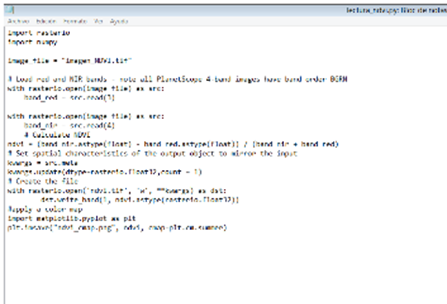 lectura_ndvi.py: Bloc de notas
Archivo Edición Formato Ver Ayuda
import rasterio
import numpy
image_file = "imagen_NDVI.tif"
# Load red and NIR bands - note all PlanetScope 4-band images have band order BGRN
with rasterio.open(image_file) as src:
band_red = src.read(3)
with rasterio.open(image_file) as src:
band_nir = src.read(4)
# Calculate NDVI
ndvi = (band_nir.astype(float) - band_red.astype(float)) / (band_nir + band_red)
# Set spatial characteristics of the output object to mirror the input
kwargs = src.meta
kwargs.update(dtype=rasterio.float32,count = 1)
# Create the file
with rasterio.open('ndvi.tif', 'w', **kwargs) as dst:
dst.write_band(1, ndvi.astype(rasterio.float32))
#apply a color map
import matplotlib.pyplot as plt
plt.imsave("ndvi_cmap.png", ndvi, cmap=plt.cm.summer)